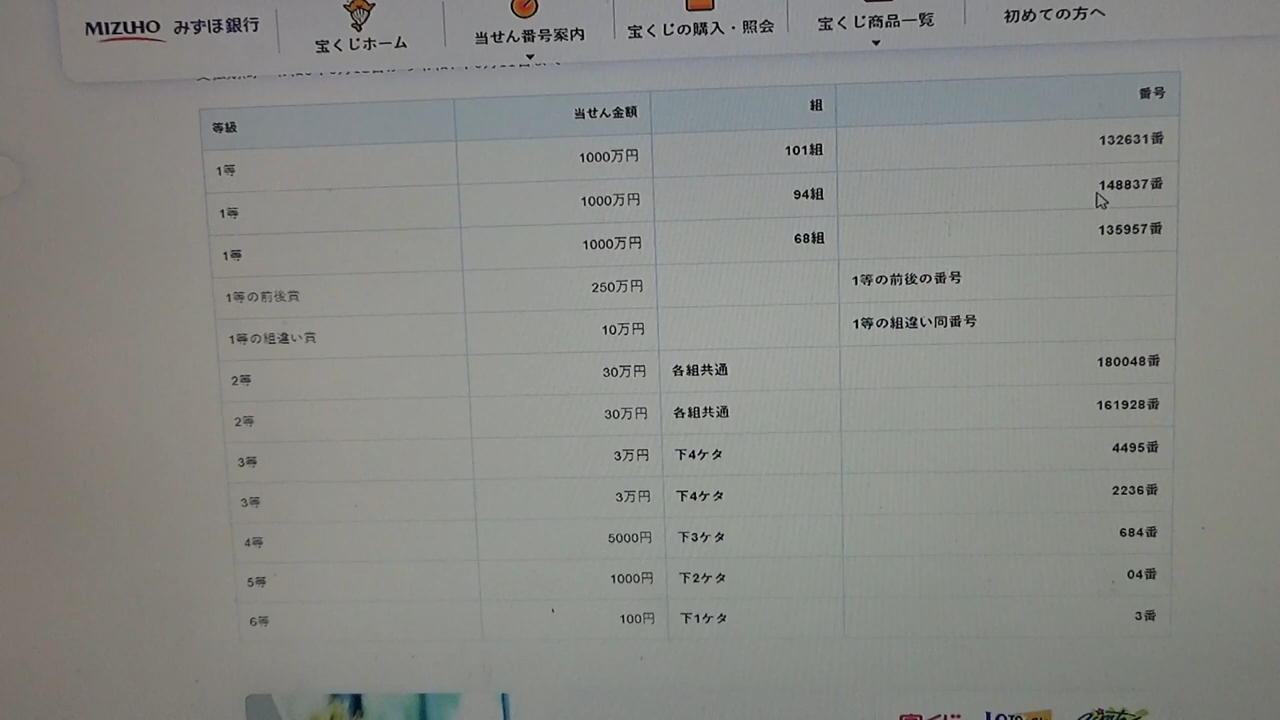 MIZUHO みずほ銀行 宝くじホーム 当せん番号案内 宝くじの購入・照会 宝くじ商品一覧 初めての方へ
等級 当せん金額 組 番号
1等 1000万円 101組 132631番
1等 1000万円 94組 148837番
1等 1000万円 68組 135957番
1等の前後賞 250万円 1等の前後の番号
1等の組違い賞 10万円 1等の組違い同番号
2等 30万円 各組共通 180048番
2等 30万円 各組共通 161928番
3等 3万円 下4ケタ 4495番
3等 3万円 下4ケタ 2236番
4等 5000円 下3ケタ 684番
5等 1000円 下2ケタ 04番
6等 100円 下1ケタ 3番
宝くじ LOTO